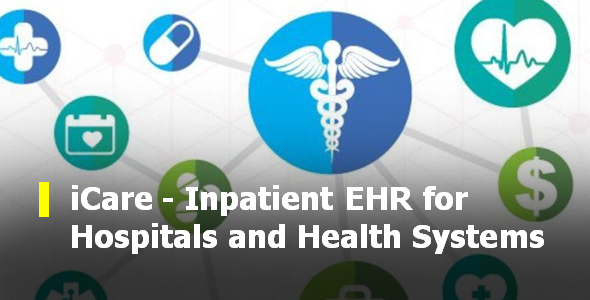 iCare - Inpatient EHR for
Hospitals and Health Systems